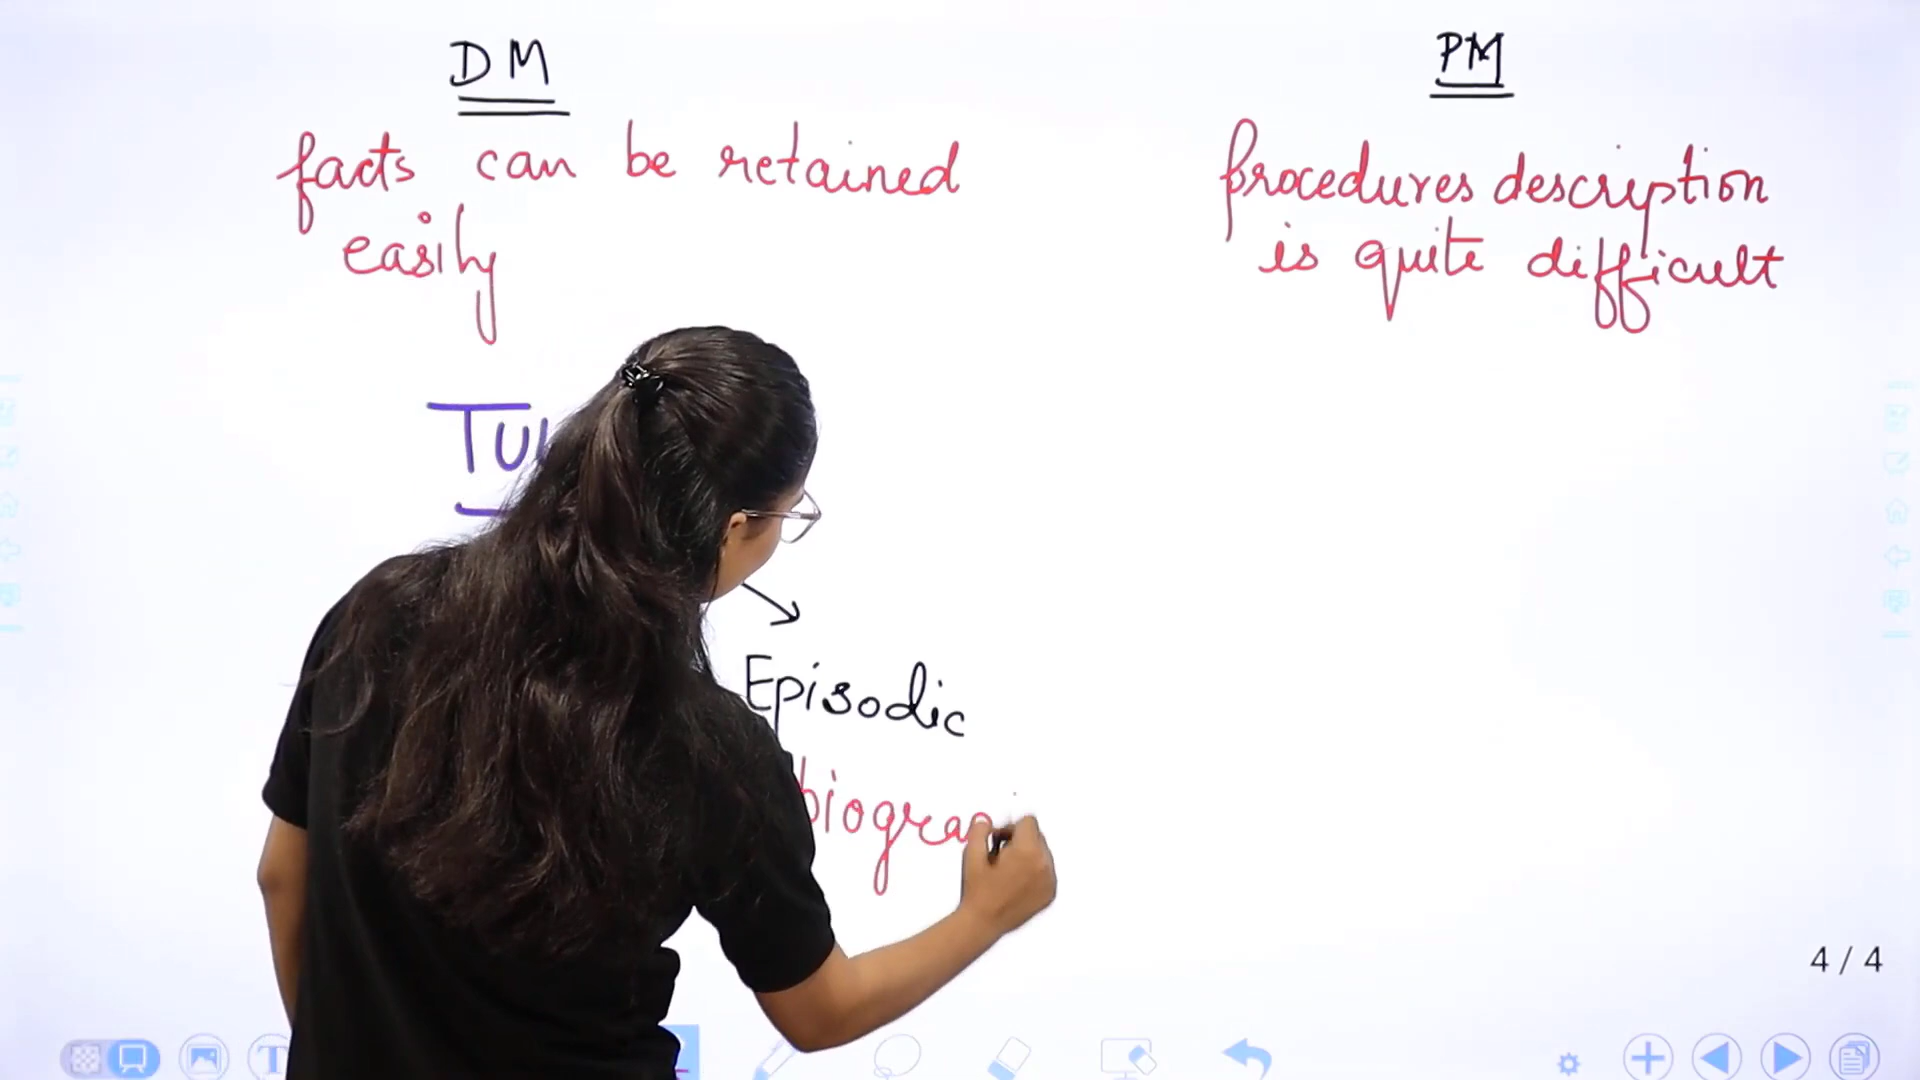 DM
PM
facts can be retained
easily
procedures description
is quite difficult
Episodic
4 / 4
T